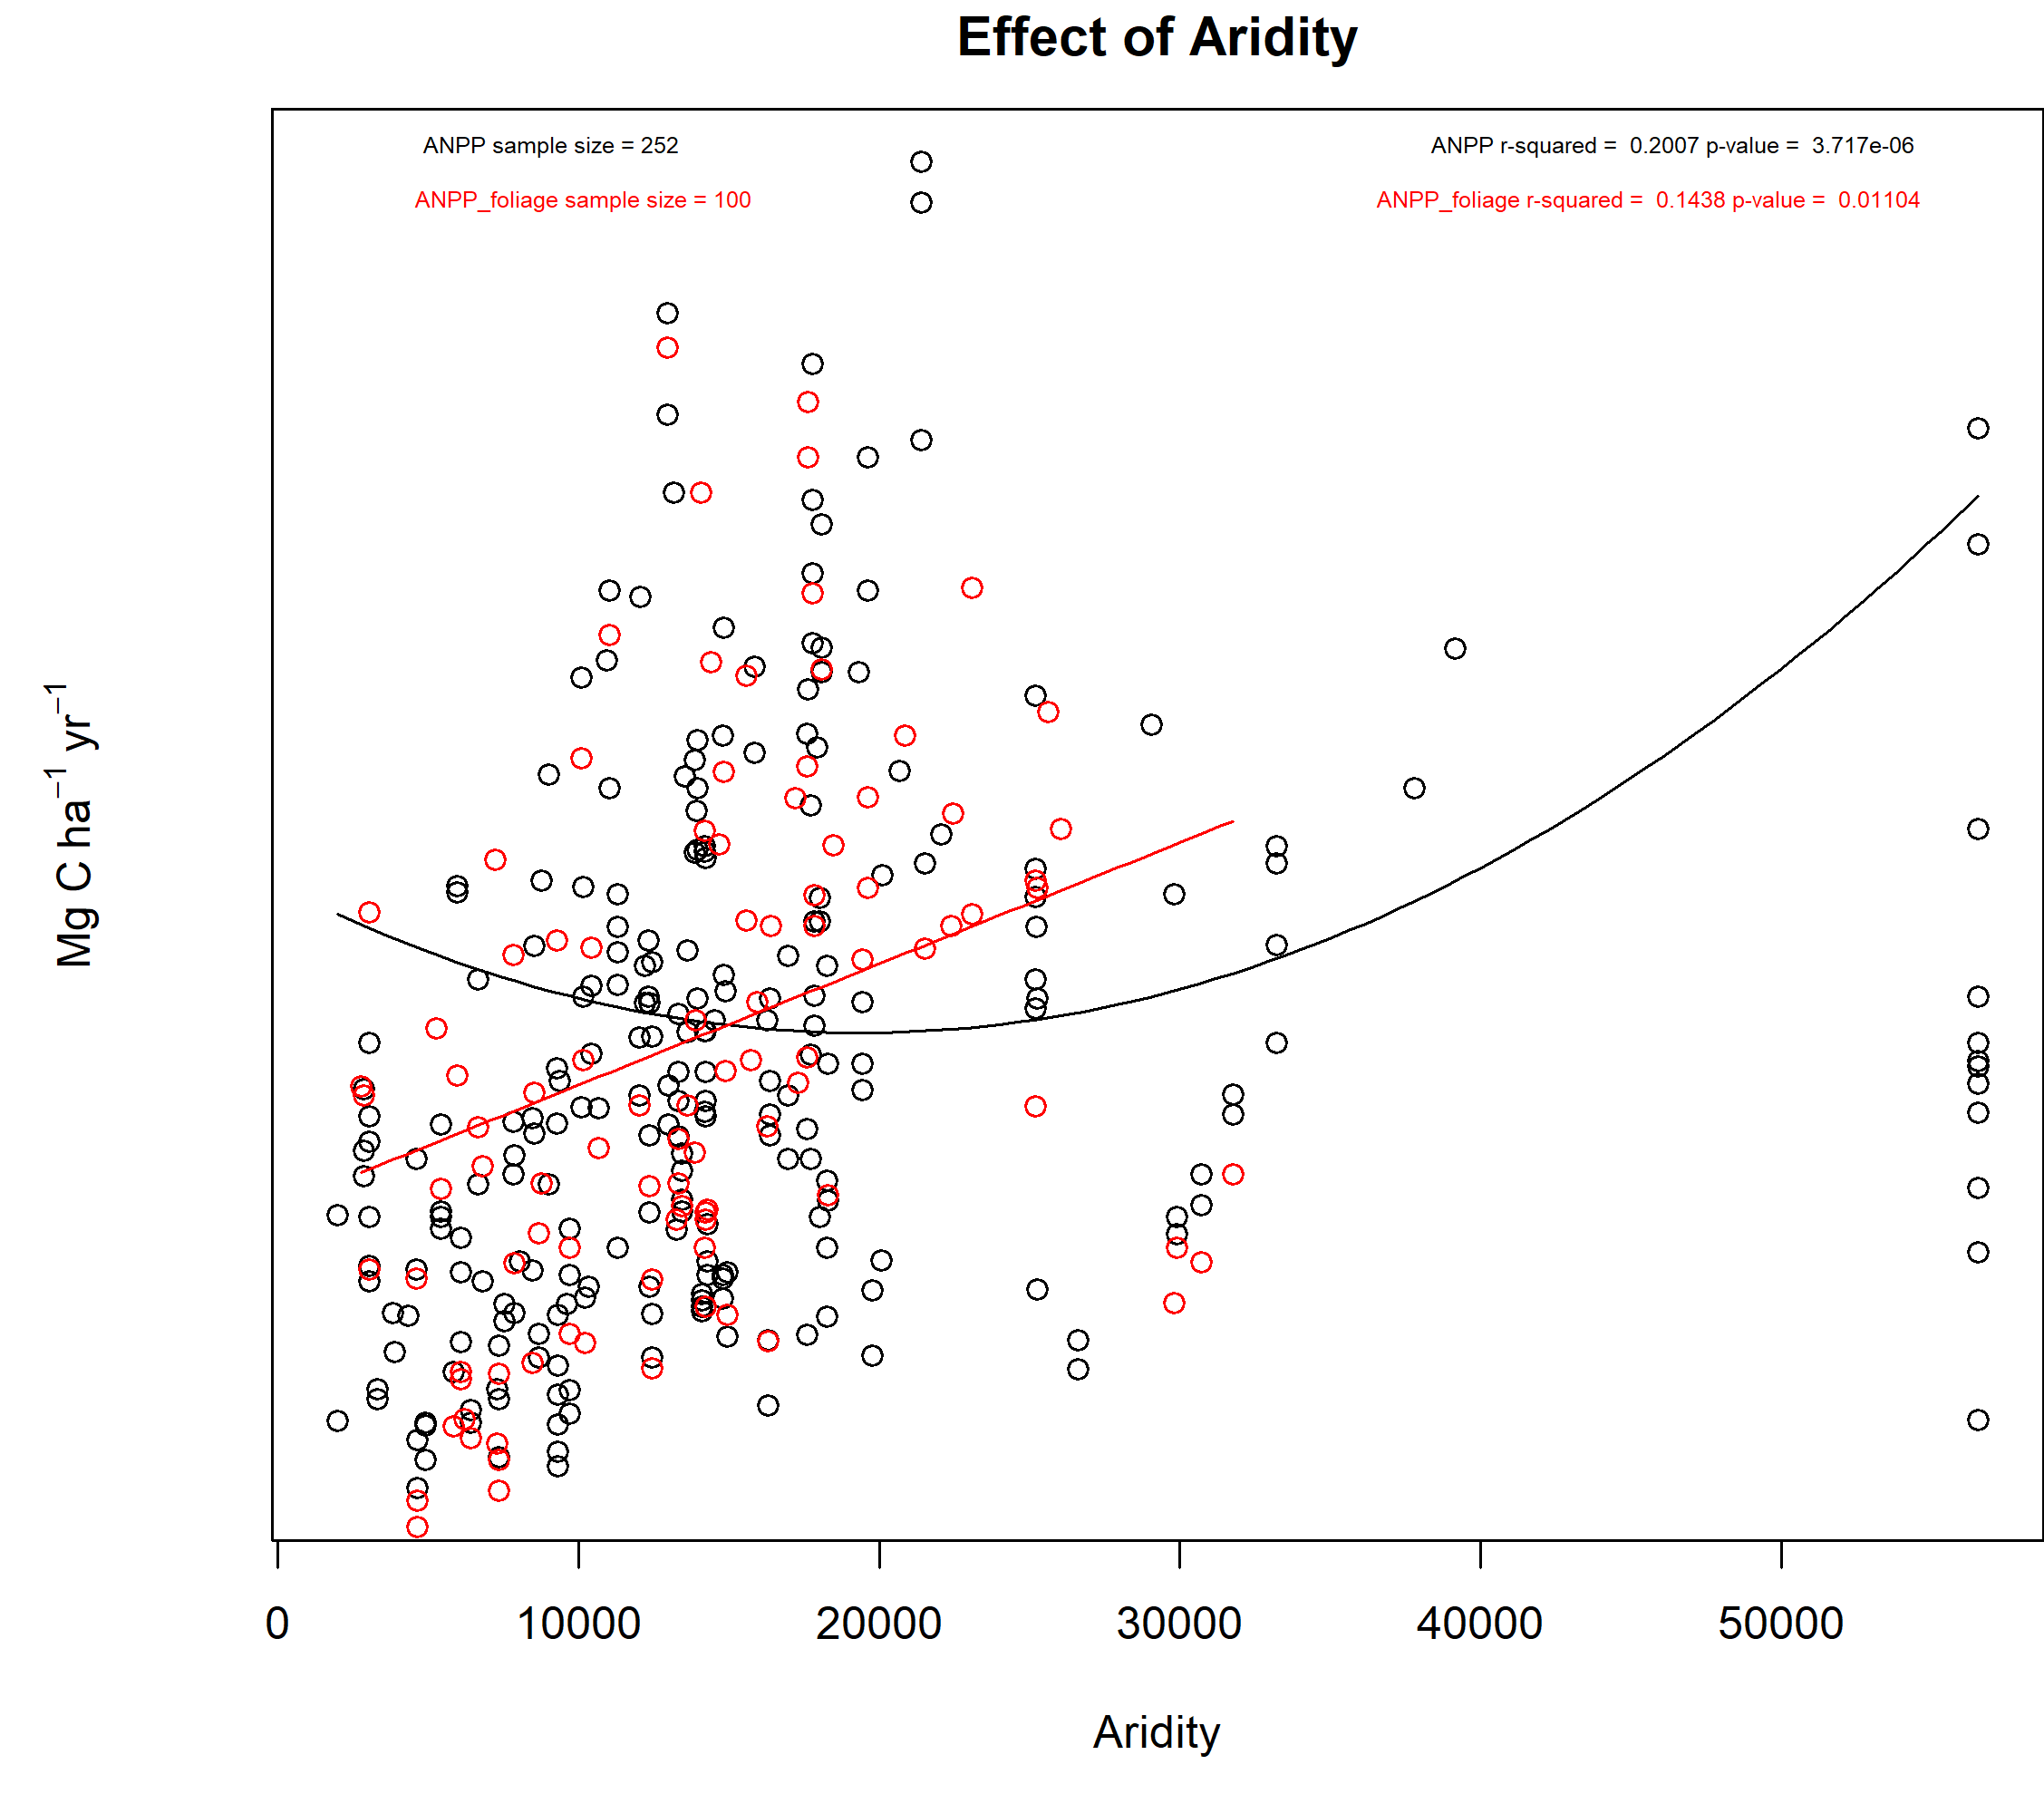 Effect of Aridity
ANPP sample size = 252
ANPP r-squared =  0.2007 p-value =  3.717e-06
ANPP_foliage sample size = 100
ANPP_foliage r-squared =  0.1438 p-value =  0.01104
Mg C ha⁻¹ yr⁻¹
0 10000 20000 30000 40000 50000
Aridity